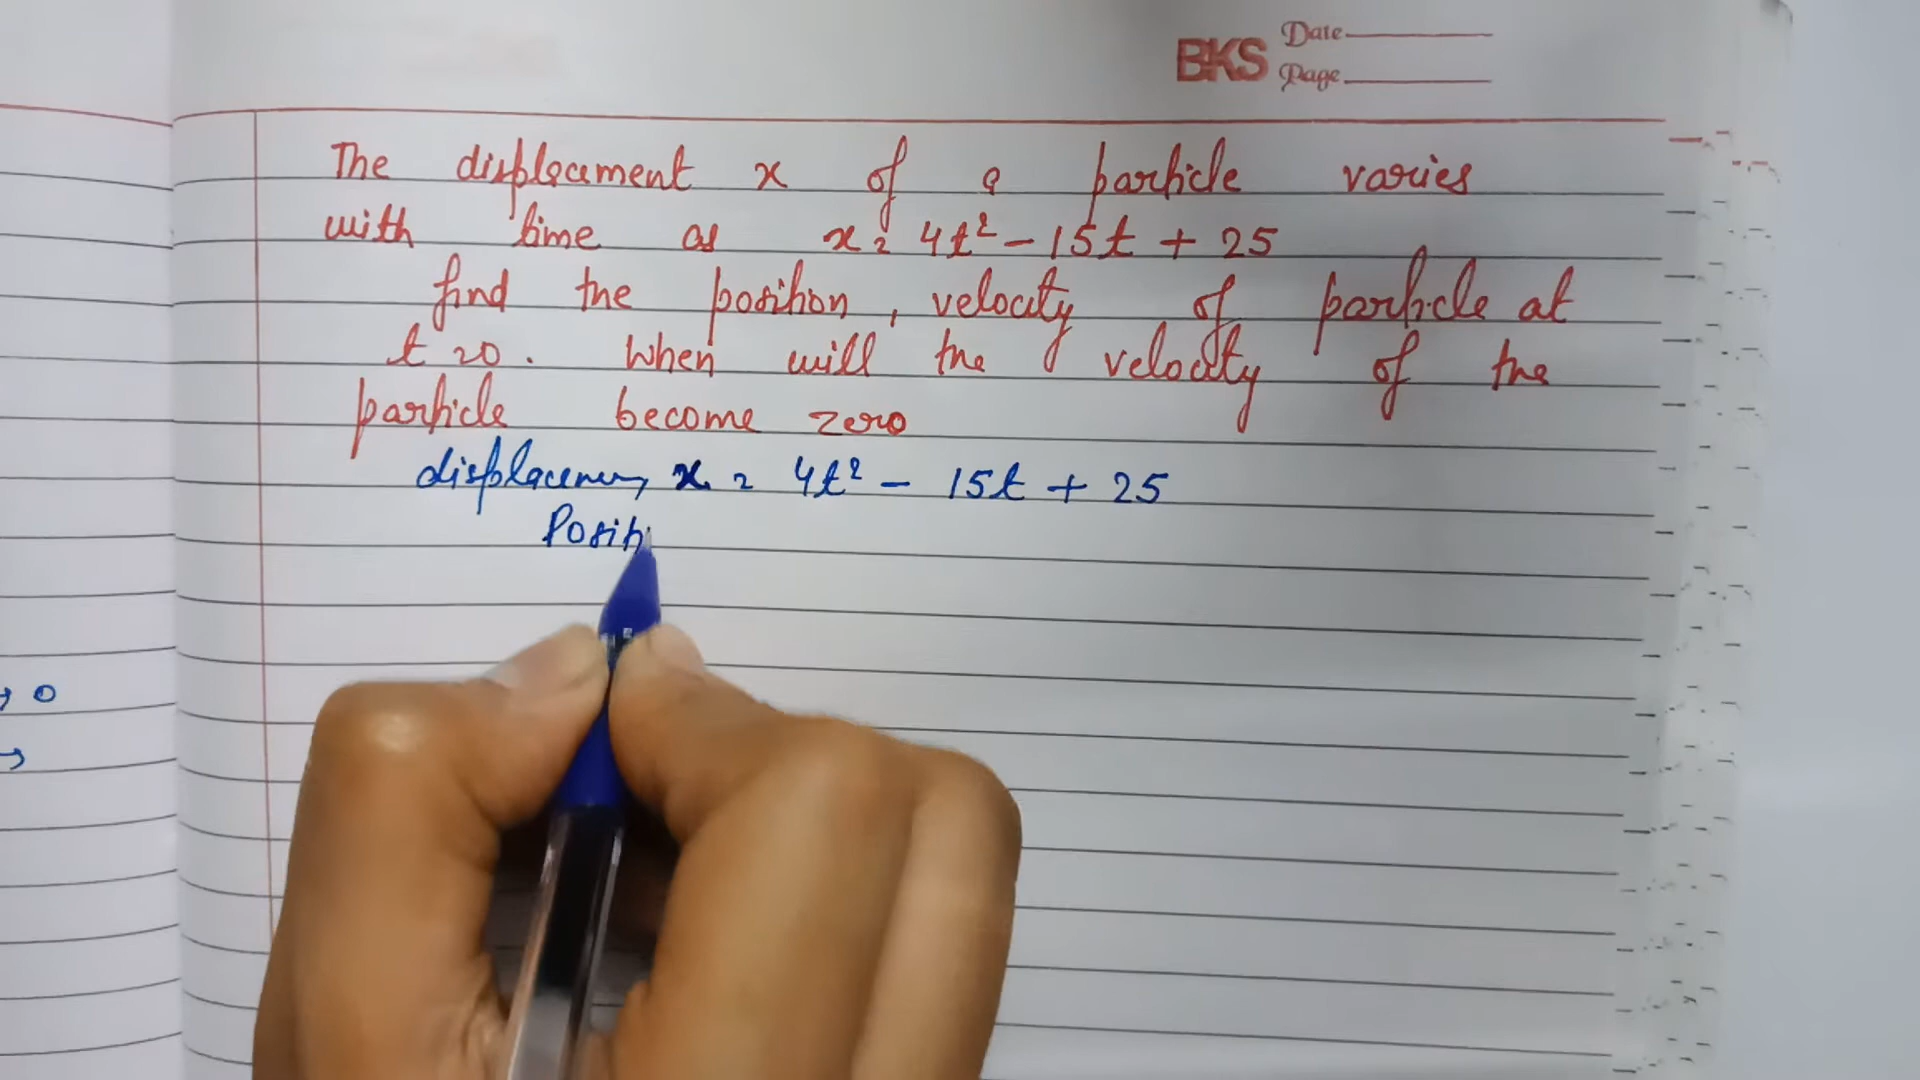 BKS Date
Page
The displacement x of a particle varies
with time as x = 4t² - 15t + 25
find the position, velocity of particle at
t = 0. When will the velocity of the
particle become zero
x = 4t² - 15t + 25
Positi
→ 0
→